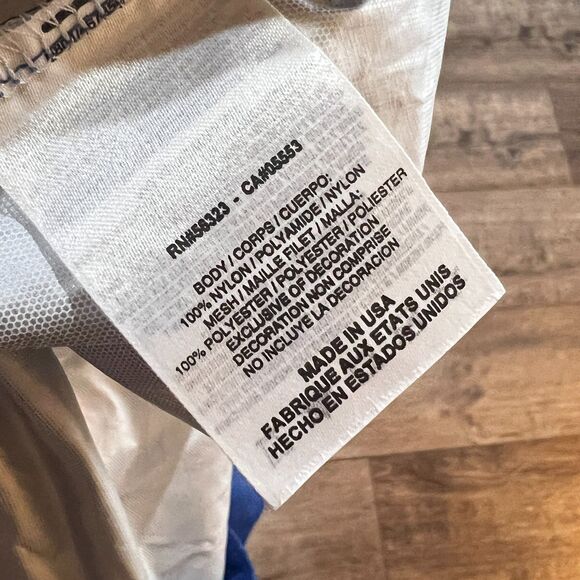 RN#58323 - CA#05553
BODY / CORPS / CUERPO:
100% NYLON / POLYAMIDE / NYLON
MESH / MAILLE FILET / MALLA:
100% POLYESTER / POLYESTER / POLIESTER
EXCLUSIVE OF DECORATION
DECORATION NON COMPRISE
NO INCLUYE LA DECORACION
MADE IN USA
FABRIQUE AUX ETATS UNIS
HECHO EN ESTADOS UNIDOS